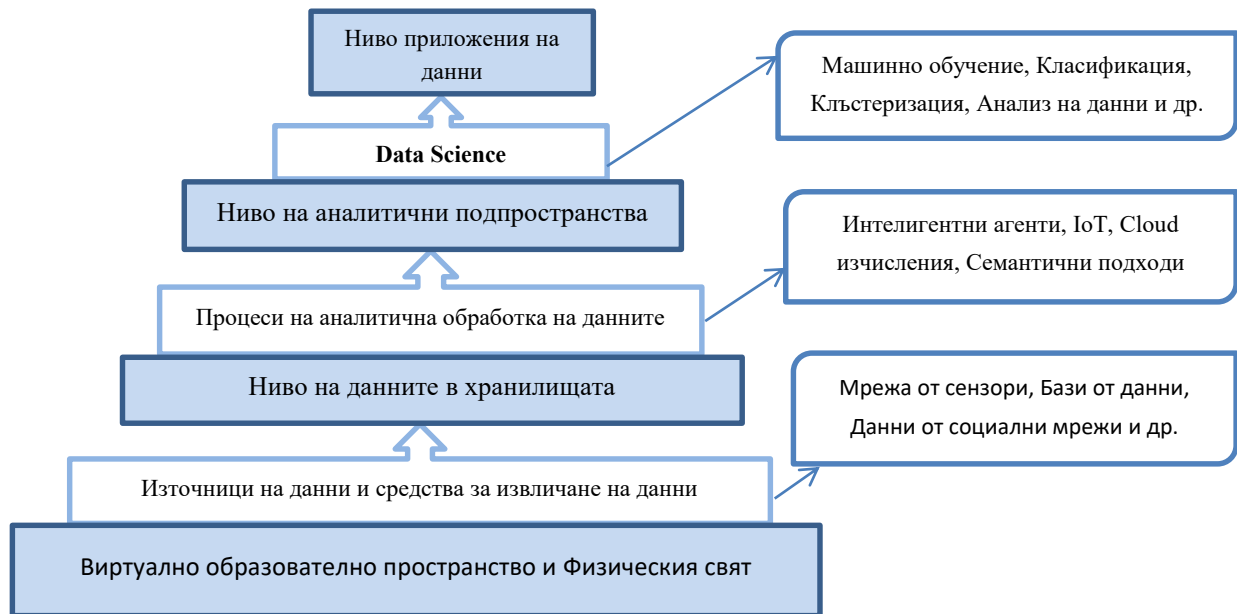 Ниво приложения на
данни
Машинно обучение, Класификация,
Клъстеризация, Анализ на данни и др.
Data Science
Ниво на аналитични подпространства
Интелигентни агенти, IoT, Cloud
изчисления, Семантични подходи
Процеси на аналитична обработка на данните
Ниво на данните в хранилищата
Мрежа от сензори, Бази от данни,
Данни от социални мрежи и др.
Източници на данни и средства за извличане на данни
Виртуално образователно пространство и Физическия свят